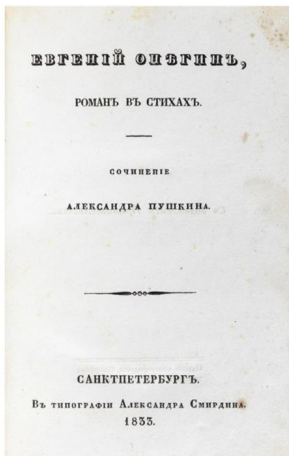 ЕВГЕНІЙ ОНѢГИНЪ,
РОМАНЪ ВЪ СТИХАХЪ.
СОЧИНЕНІЕ
АЛЕКСАНДРА ПУШКИНА.
САНКТПЕТЕРБУРГЪ.
Въ типографіи Александра Смирдина.
1833.